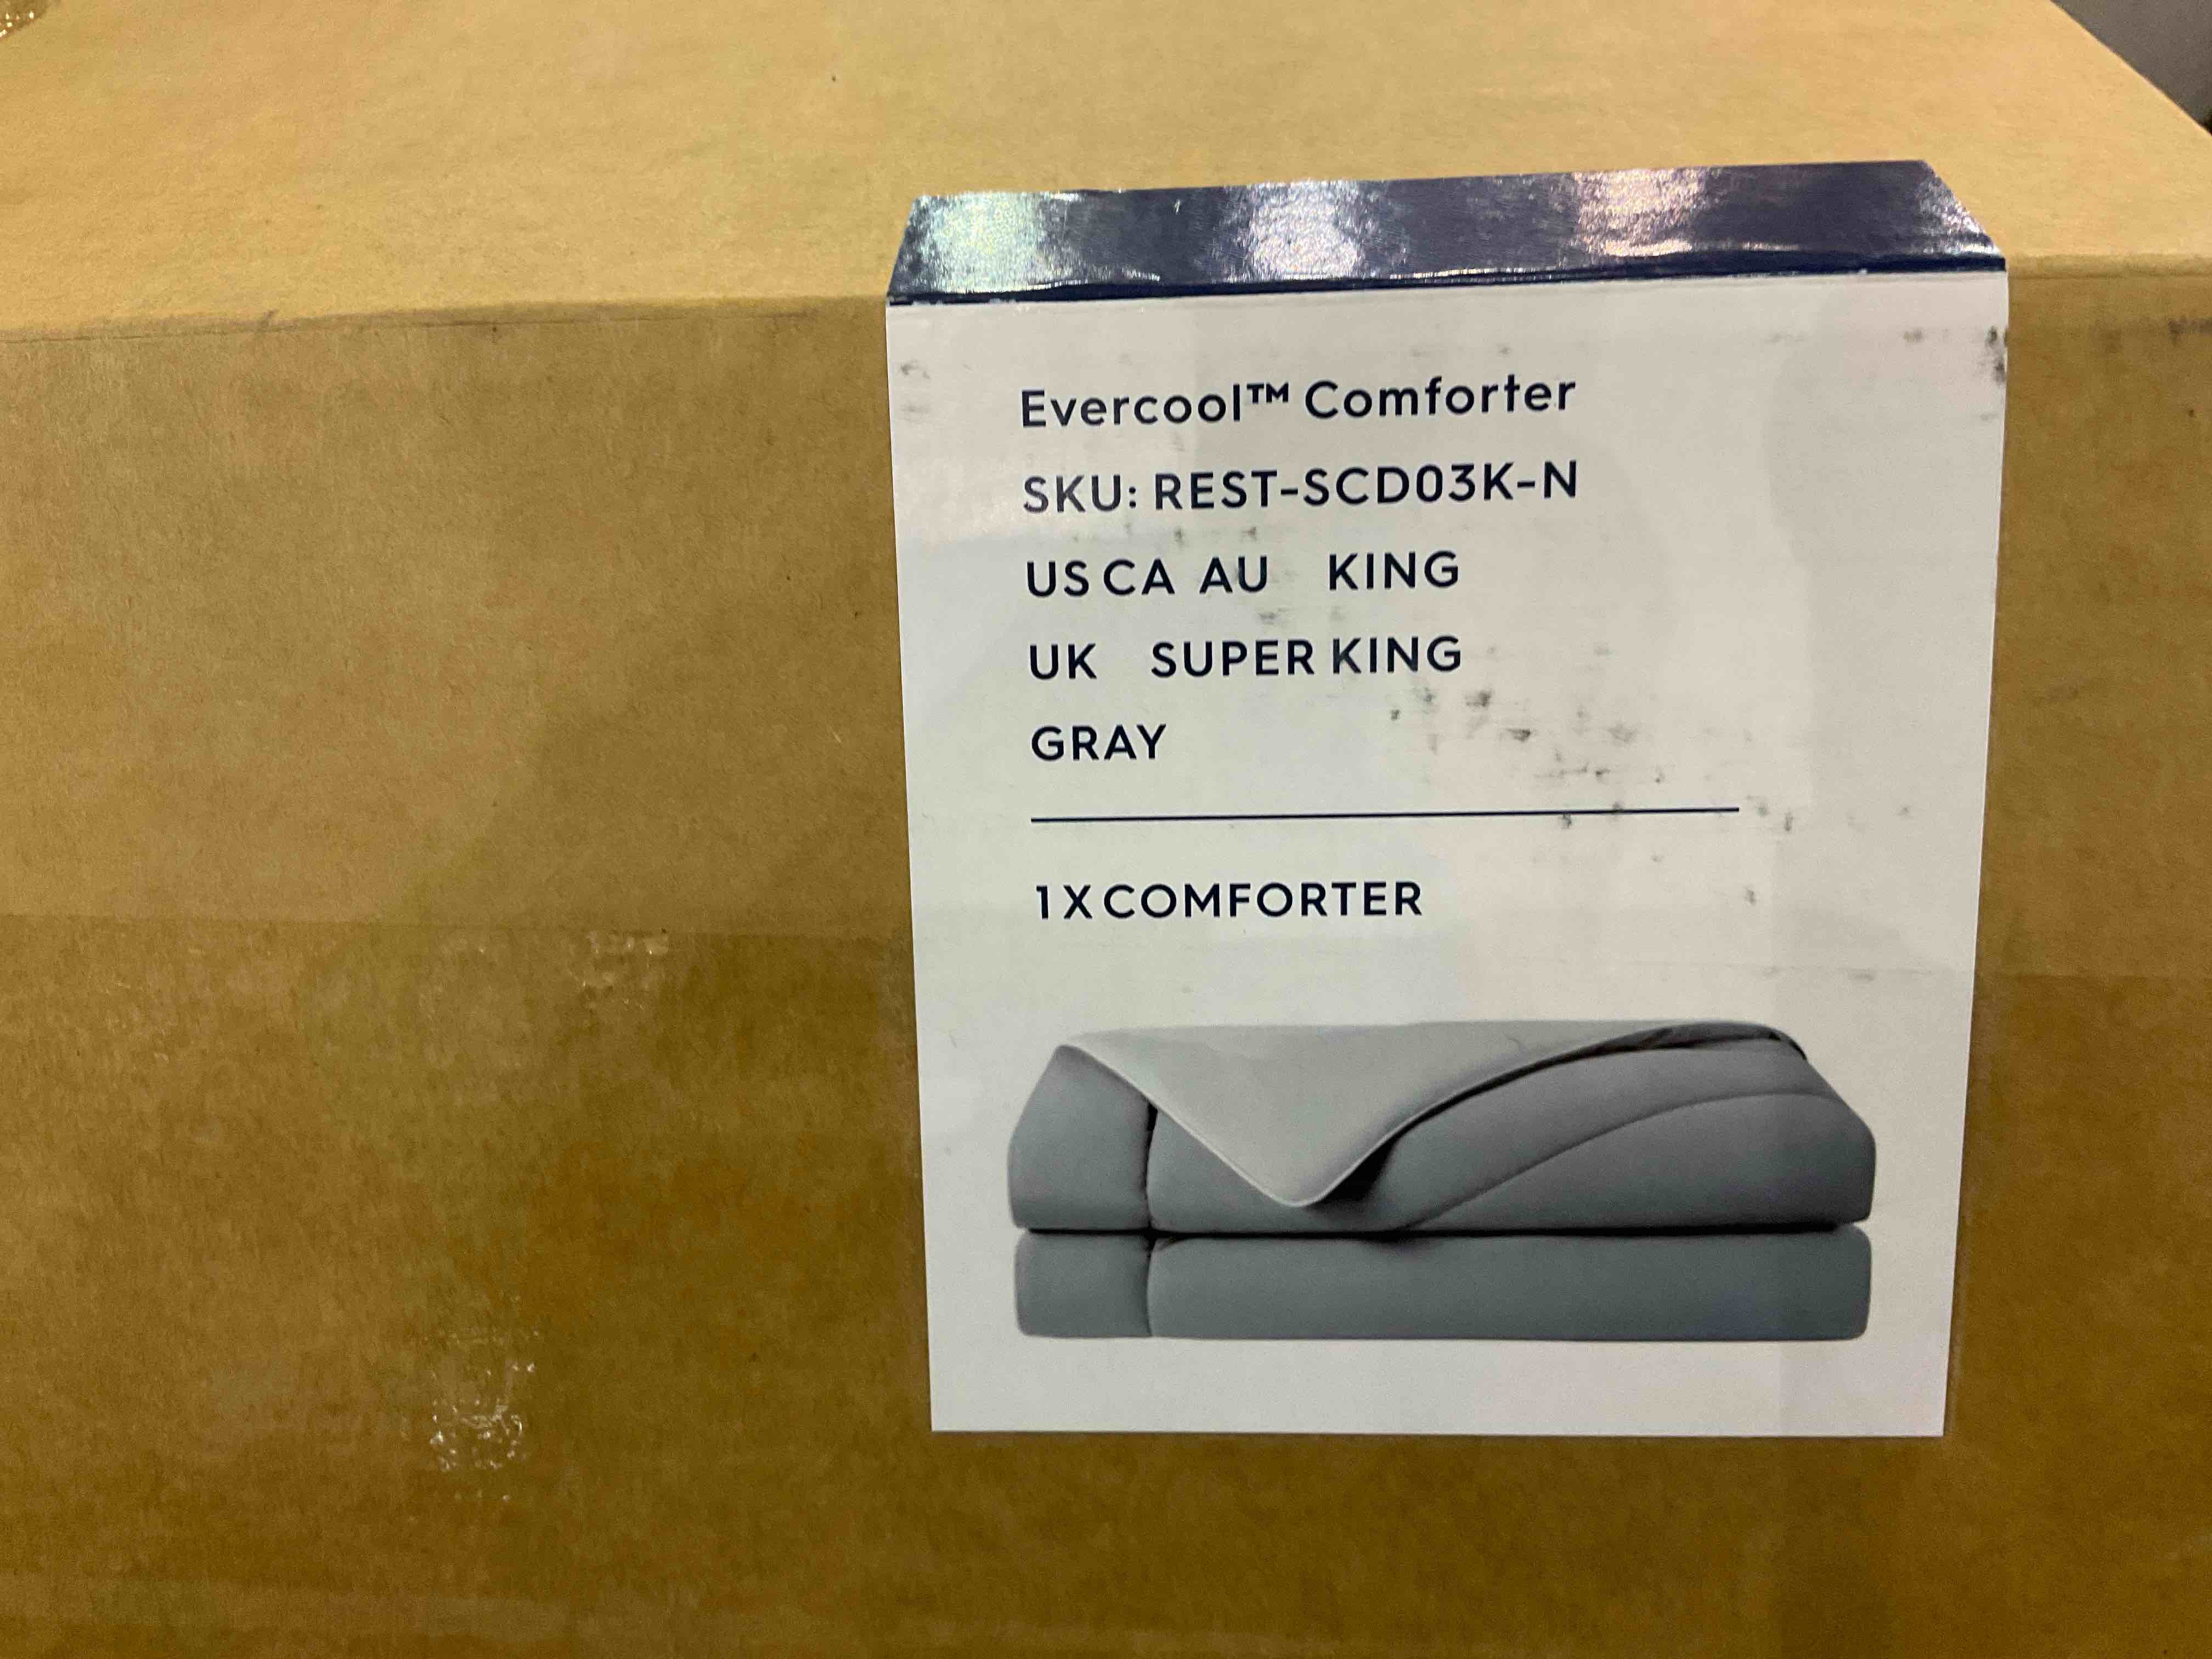 Evercool™ Comforter
SKU: REST-SCD03K-N
US CA AU KING
UK SUPER KING
GRAY
1 X COMFORTER